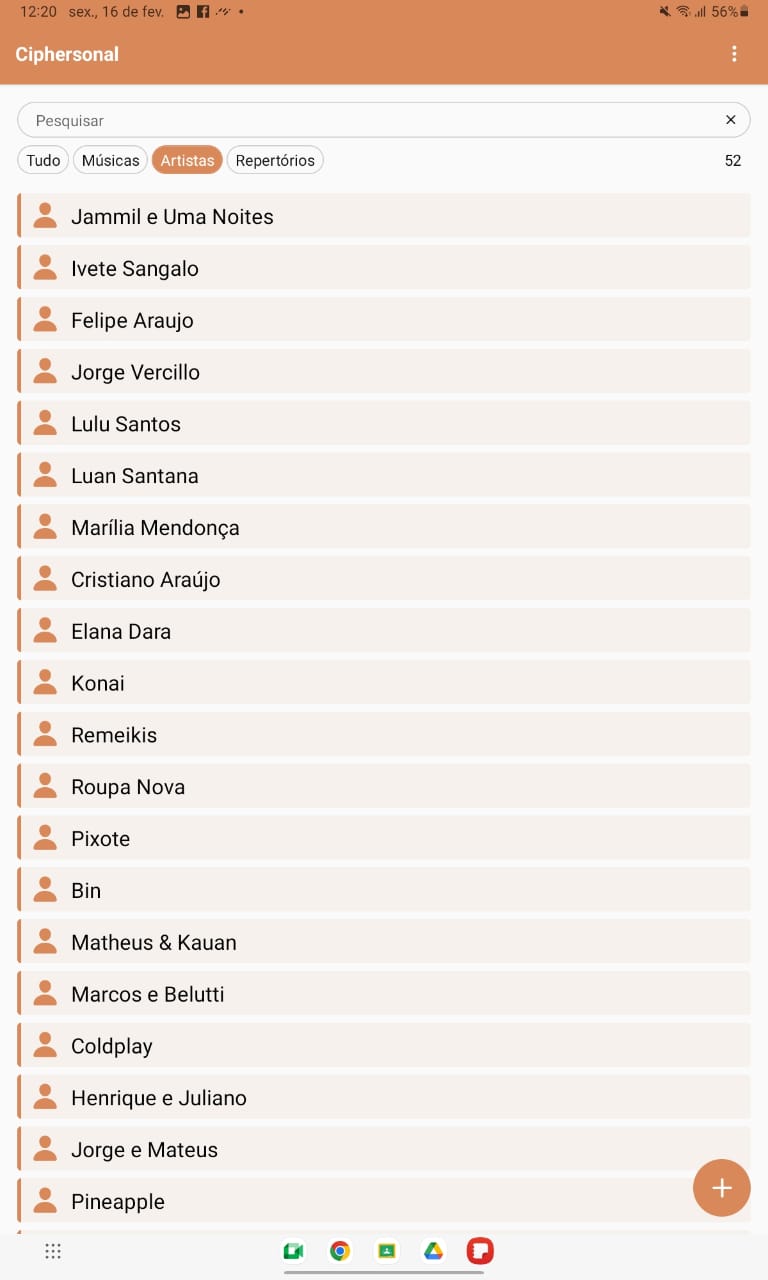 12:20 sex., 16 de fev. 56%
Ciphersonal
Pesquisar
Tudo Músicas Artistas Repertórios 52
Jammil e Uma Noites
Ivete Sangalo
Felipe Araujo
Jorge Vercillo
Lulu Santos
Luan Santana
Marília Mendonça
Cristiano Araújo
Elana Dara
Konai
Remeikis
Roupa Nova
Pixote
Bin
Matheus & Kauan
Marcos e Belutti
Coldplay
Henrique e Juliano
Jorge e Mateus
Pineapple